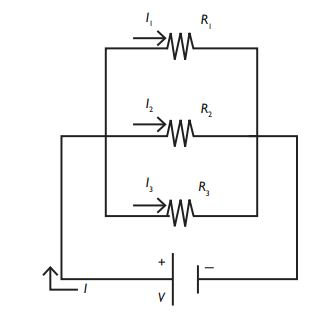 I₁ R₁
I₂ R₂
I₃ R₃
+ –
I V